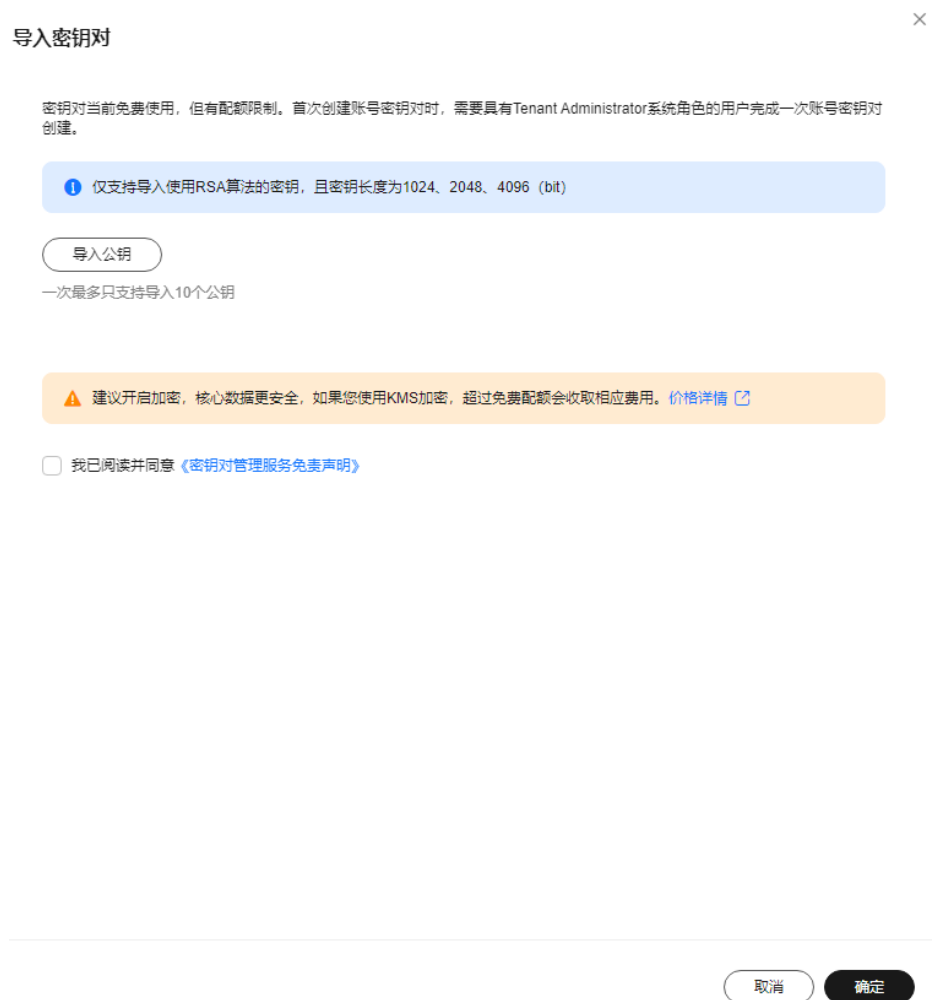 导入密钥对
密钥对当前免费使用，但有配额限制。首次创建账号密钥对时，需要具有Tenant Administrator系统角色的用户完成一次账号密钥对
创建。
仅支持导入使用RSA算法的密钥，且密钥长度为1024、2048、4096（bit）
导入公钥
一次最多只支持导入10个公钥
建议开启加密，核心数据更安全，如果您使用KMS加密，超过免费配额会收取相应费用。价格详情
我已阅读并同意《密钥对管理服务免责声明》
取消
确定